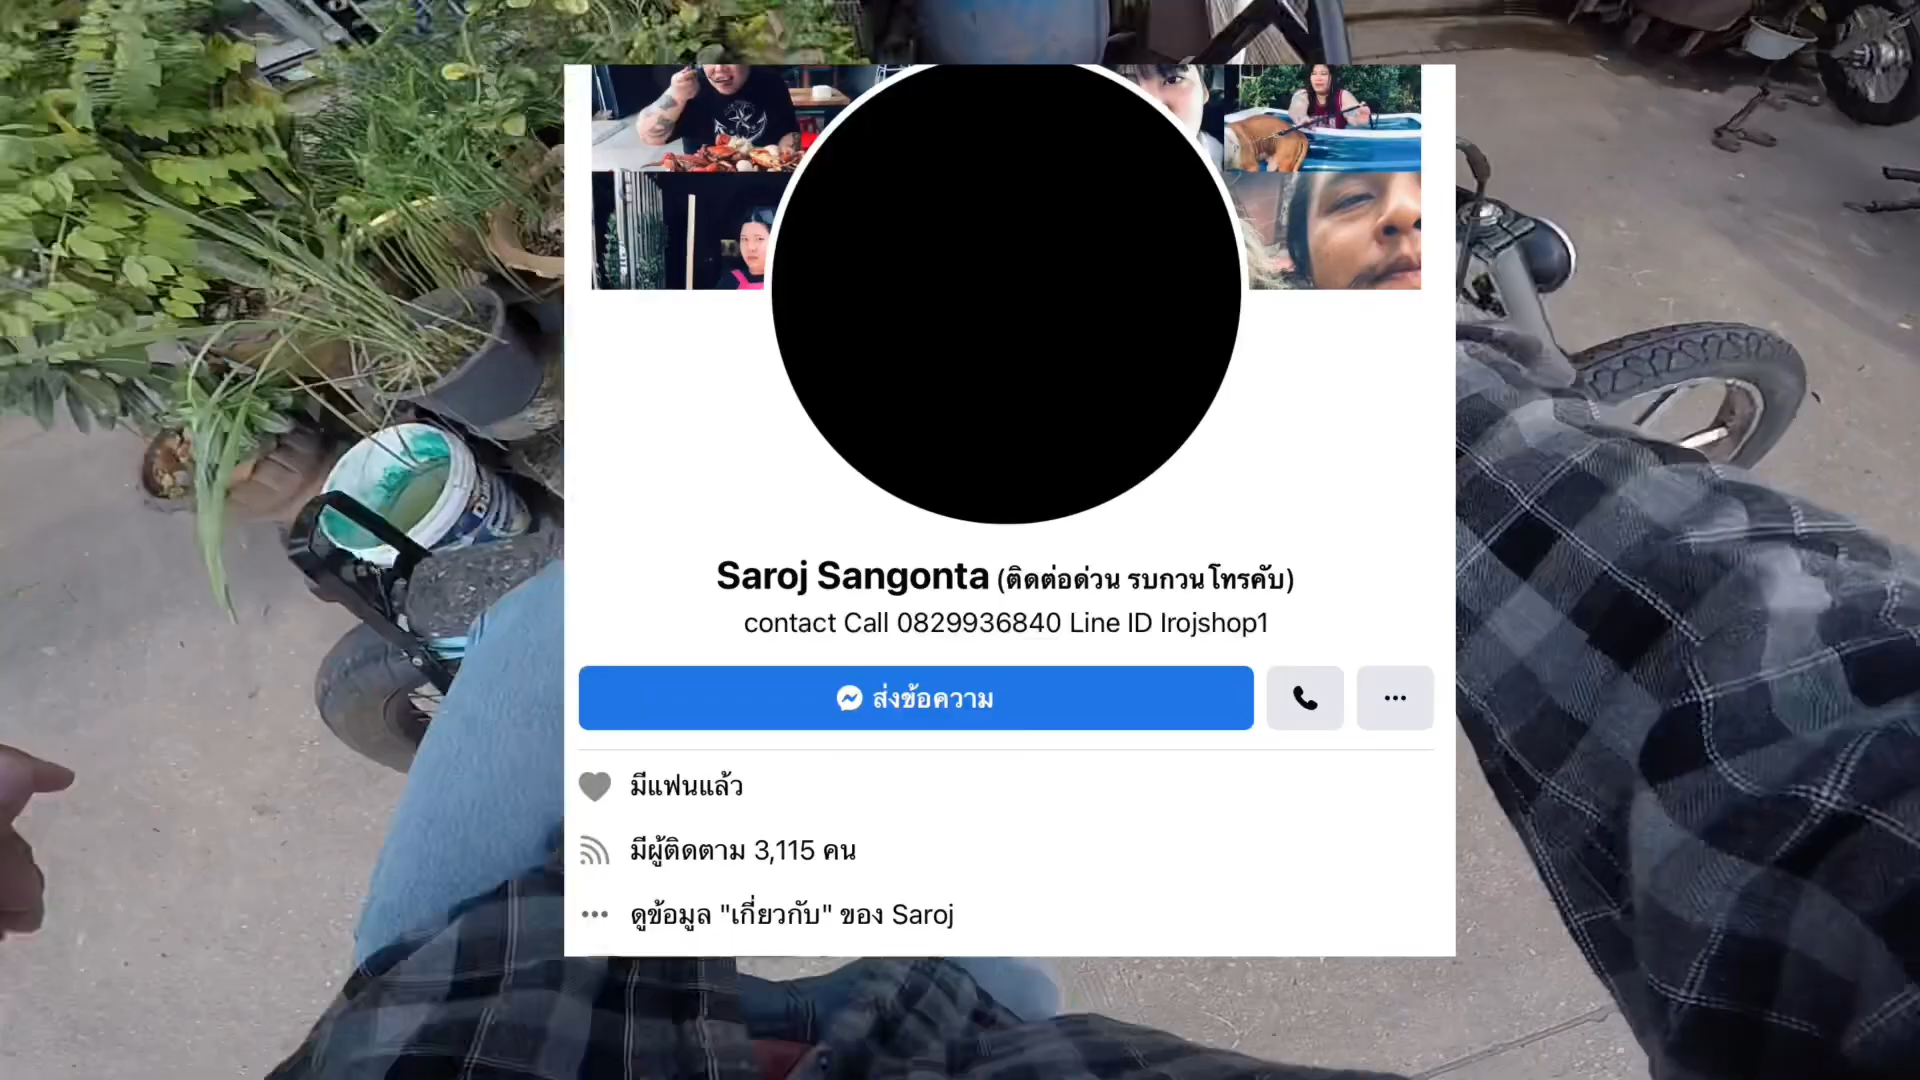 Saroj Sangonta (ติดต่อด่วน รบกวนโทรคับ)
contact Call 0829936840 Line ID Irojshop1
ส่งข้อความ
มีแฟนแล้ว
มีผู้ติดตาม 3,115 คน
ดูข้อมูล "เกี่ยวกับ" ของ Saroj